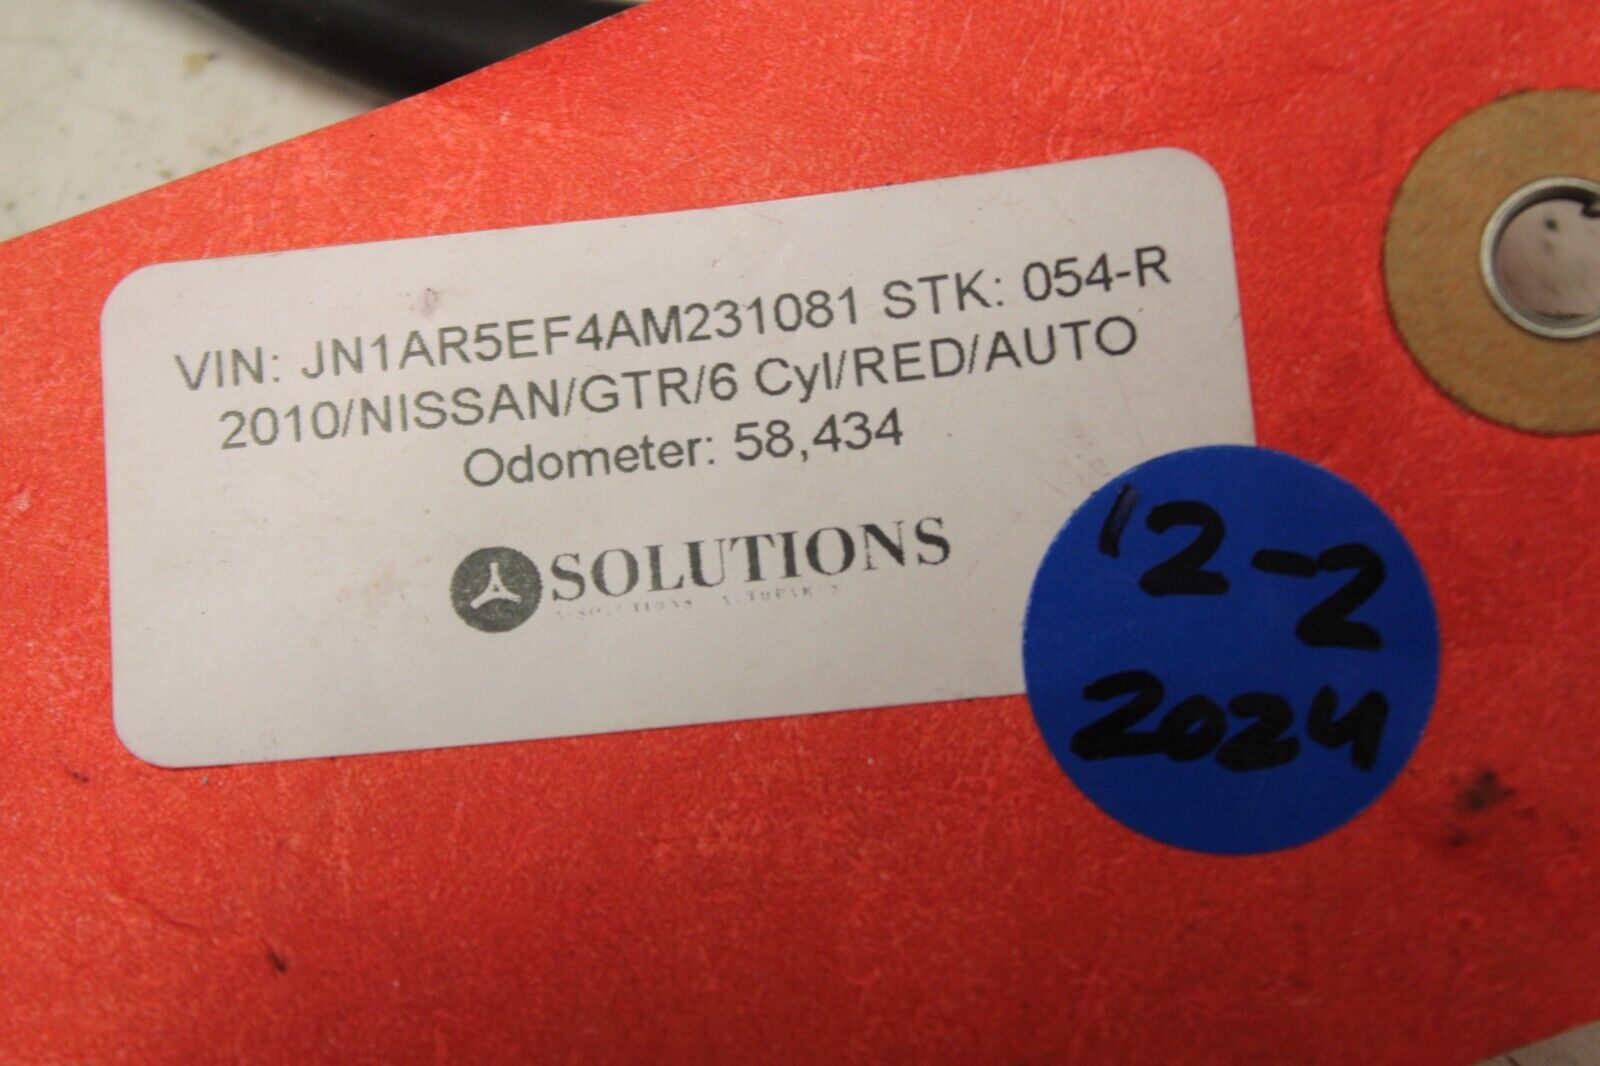 VIN: JN1AR5EF4AM231081 STK: 054-R
2010/NISSAN/GTR/6 Cyl/RED/AUTO
Odometer: 58,434
SOLUTIONS
12-2
2024